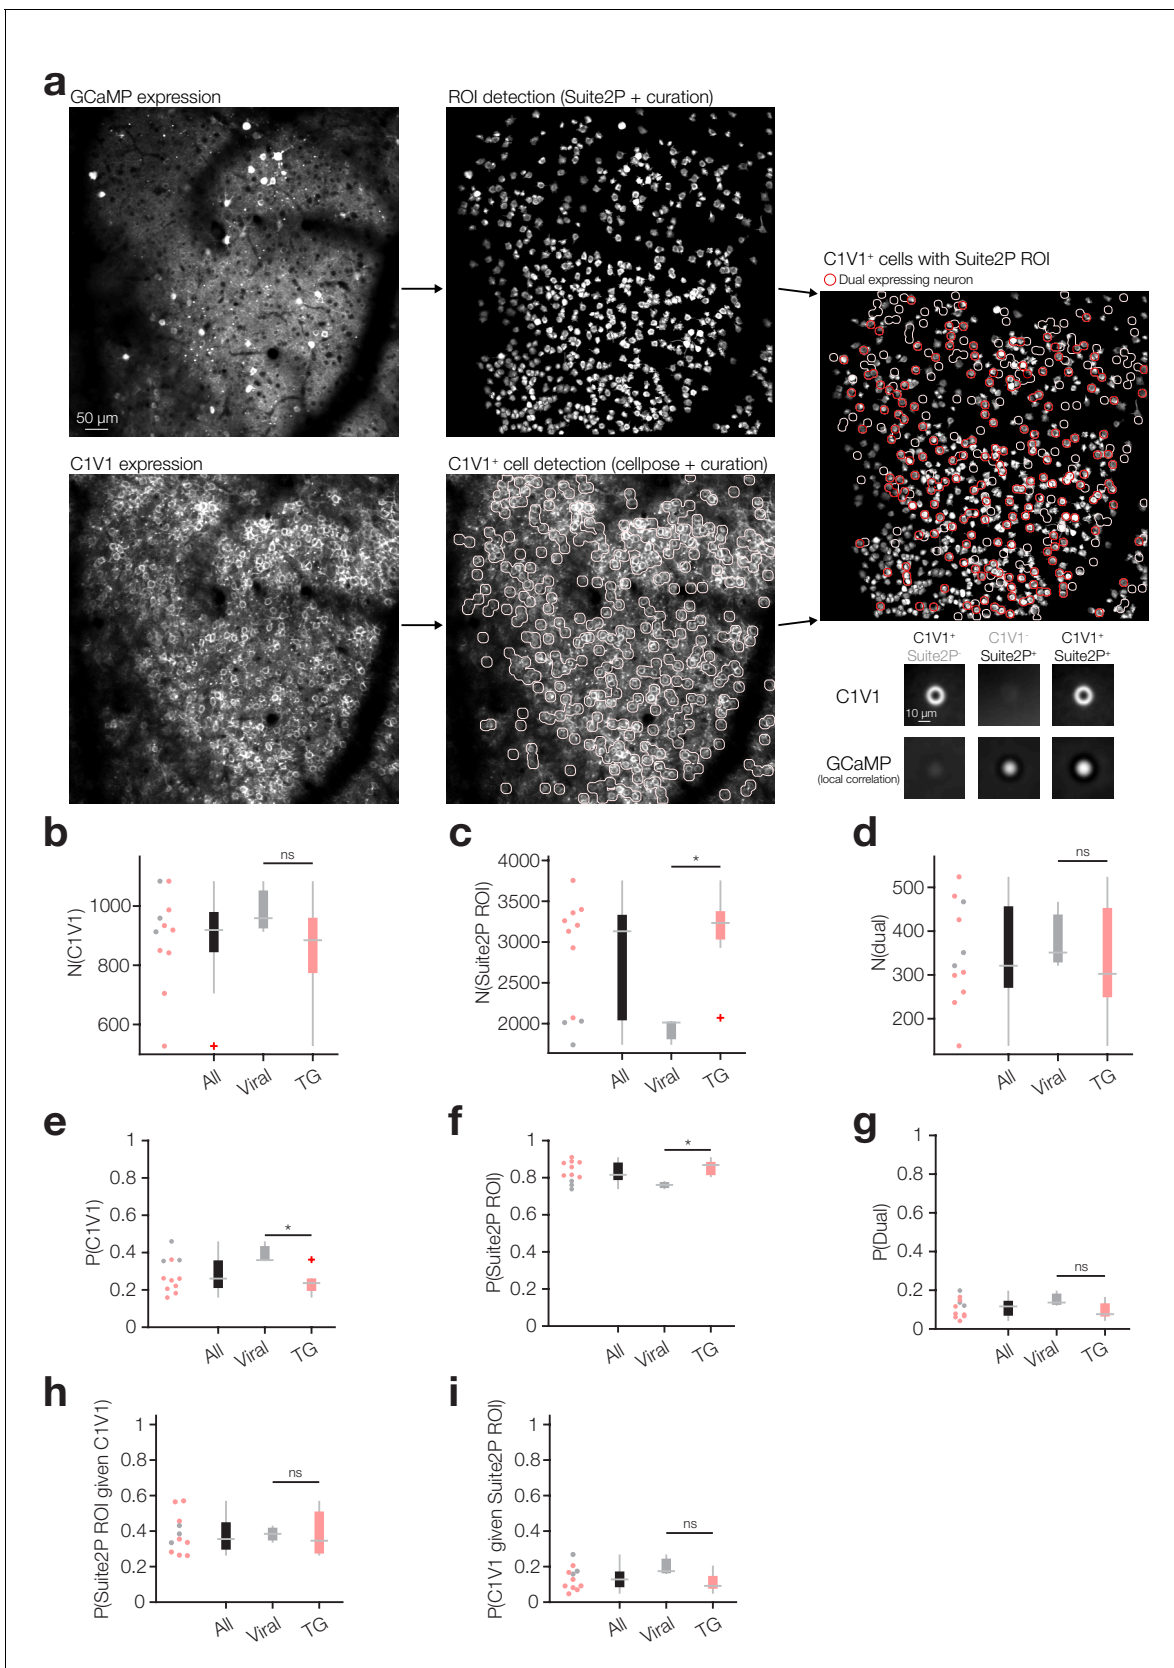 a
GCaMP expression
ROI detection (Suite2P + curation)
50 µm
C1V1⁺ cells with Suite2P ROI
Dual expressing neuron
C1V1 expression
C1V1⁺ cell detection (cellpose + curation)
C1V1⁺ C1V1⁻ C1V1⁺
Suite2P⁻ Suite2P⁺ Suite2P⁺
C1V1
10 µm
GCaMP
(local correlation)
b
N(C1V1)
1000
800
600
ns
All Viral TG
c
N(Suite2P ROI)
4000
3000
2000
*
All Viral TG
d
N(dual)
500
400
300
200
ns
All Viral TG
e
P(C1V1)
1
0.8
0.6
0.4
0.2
0
*
All Viral TG
f
P(Suite2P ROI)
1
0.8
0.6
0.4
0.2
0
*
All Viral TG
g
P(Dual)
1
0.8
0.6
0.4
0.2
0
ns
All Viral TG
h
P(Suite2P ROI given C1V1)
1
0.8
0.6
0.4
0.2
0
ns
All Viral TG
i
P(C1V1 given Suite2P ROI)
1
0.8
0.6
0.4
0.2
0
ns
All Viral TG